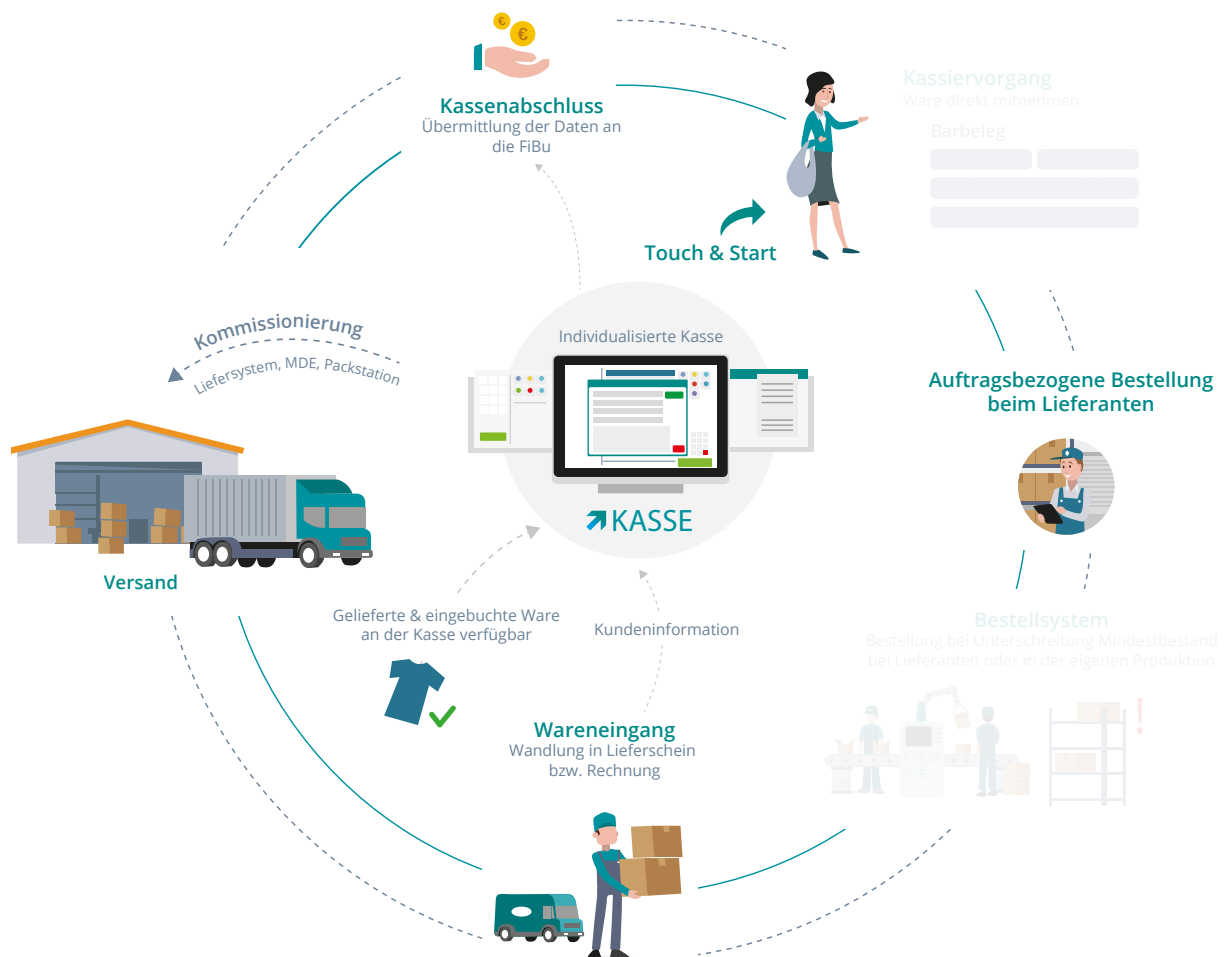 Kassenabschluss
Übermittlung der Daten an
die FiBu
Kassiervorgang
Ware direkt mitnehmen
Barbeleg
Touch & Start
Kommissionierung
Liefersystem, MDE, Packstation
Individualisierte Kasse
KASSE
Auftragsbezogene Bestellung
beim Lieferanten
Versand
Gelieferte & eingebuchte Ware
an der Kasse verfügbar
Kundeninformation
Bestellsystem
Bestellung bei Unterschreitung Mindestbestand
bei Lieferanten oder in der eigenen Produktion
Wareneingang
Wandlung in Lieferschein
bzw. Rechnung